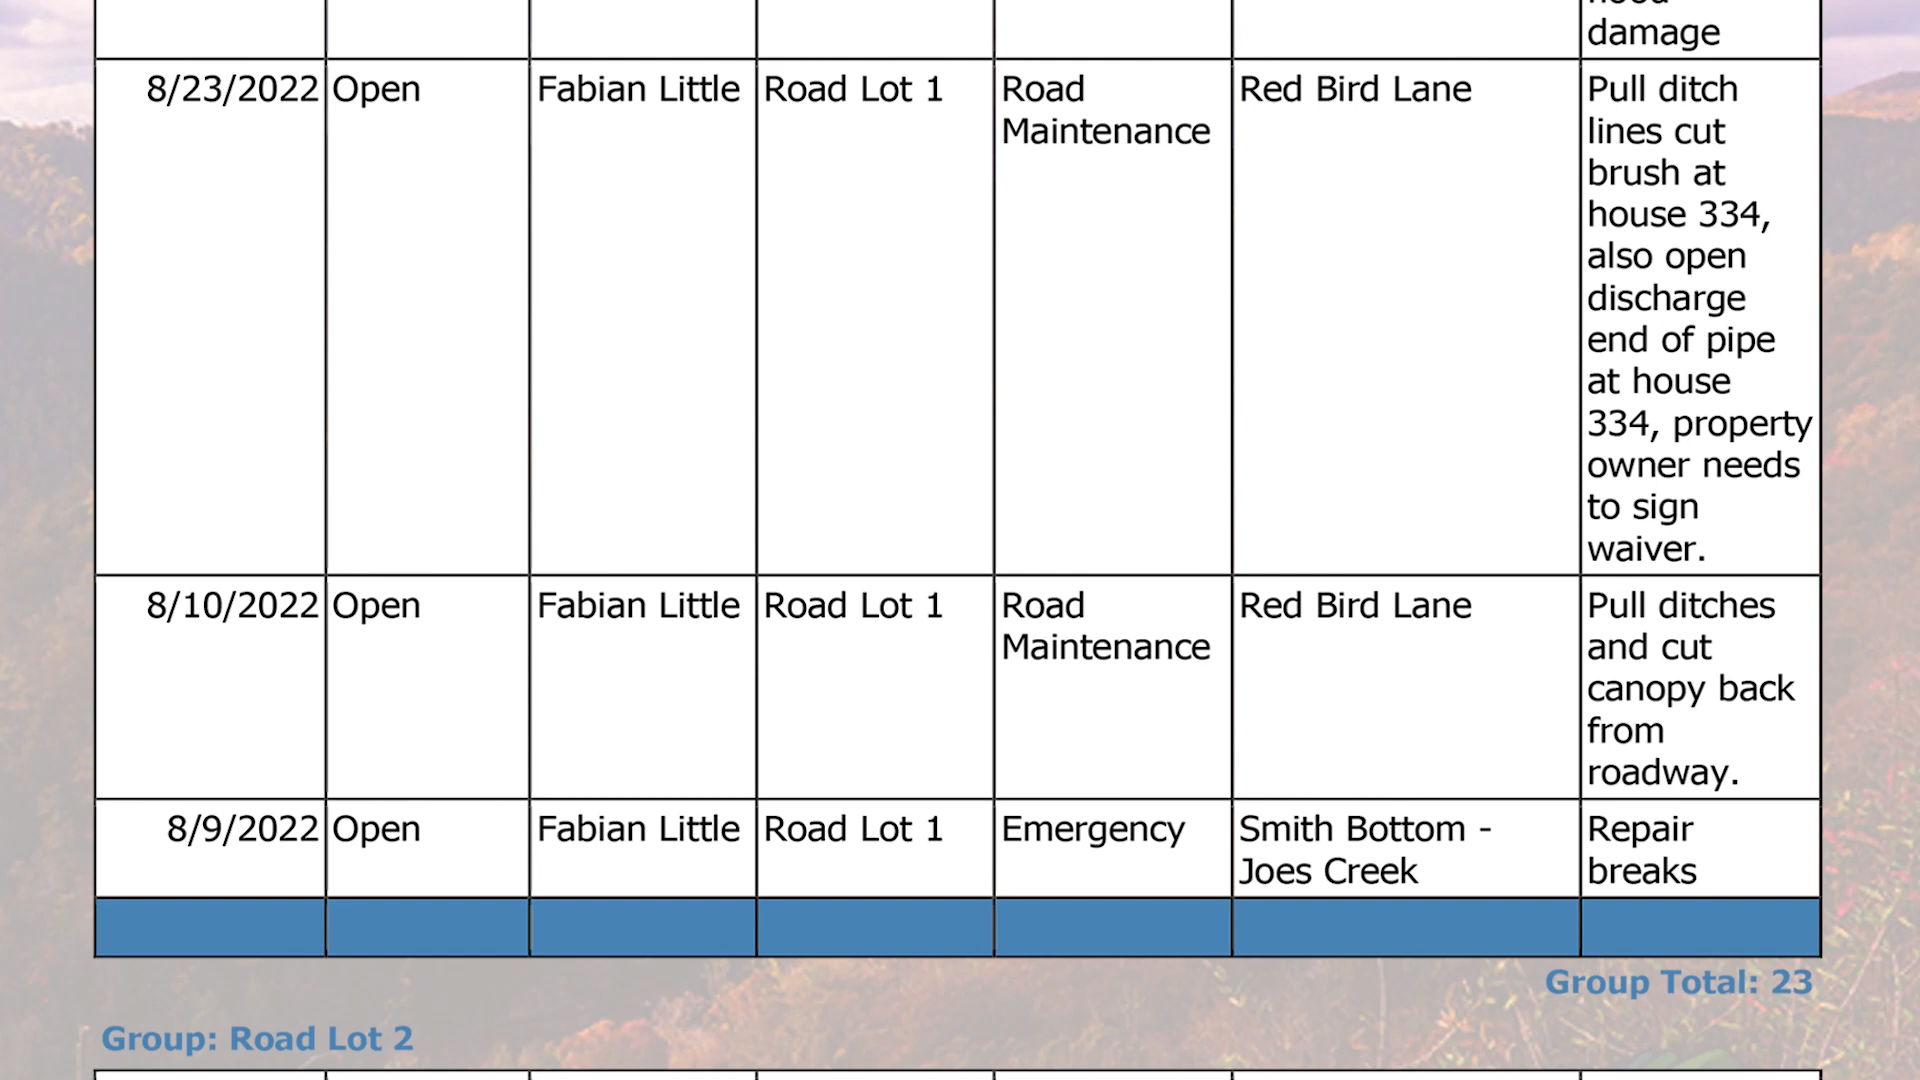 damage
8/23/2022 Open Fabian Little Road Lot 1 Road Red Bird Lane Pull ditch
Maintenance lines cut
brush at
house 334,
also open
discharge
end of pipe
at house
334, property
owner needs
to sign
waiver.
8/10/2022 Open Fabian Little Road Lot 1 Road Red Bird Lane Pull ditches
Maintenance and cut
canopy back
from
roadway.
8/9/2022 Open Fabian Little Road Lot 1 Emergency Smith Bottom - Repair
Joes Creek breaks
Group Total: 23
Group: Road Lot 2